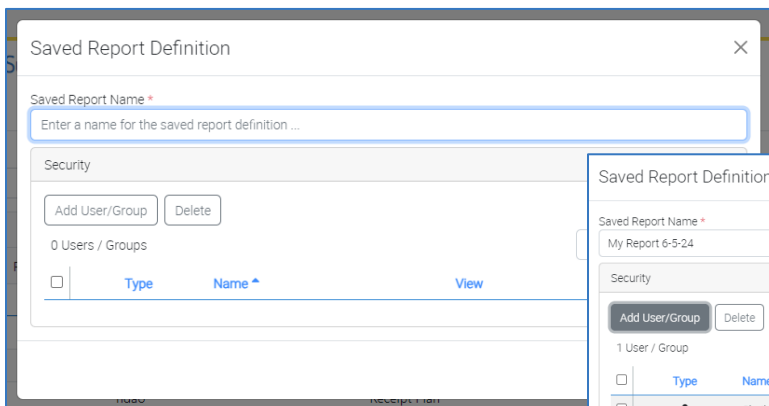 Saved Report Definition
Saved Report Name *
Enter a name for the saved report definition ...
Security
Add User/Group Delete
0 Users / Groups
Type Name View
Receipt Plan
Saved Report Definition
Saved Report Name *
My Report 6-5-24
Security
Add User/Group Delete
1 User / Group
Type Name